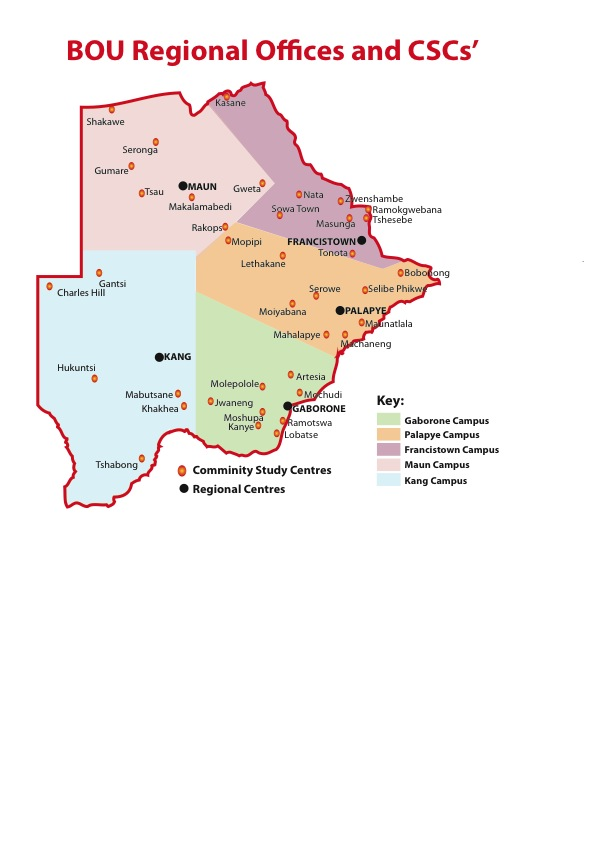 BOU Regional Offices and CSCs’
Kasane
Shakawe
Seronga
Gumare
MAUN
Tsau
Gweta
Makalamabedi
Nata
Zwenshambe
Sowa Town
Ramokgwebana
Masunga
Tshesebe
Rakops
Mopipi
FRANCISTOWN
Tonota
Lethakane
Bobonong
Gantsi
Charles Hill
Serowe
Selibe Phikwe
Moiyabana
PALAPYE
Maunatlala
Mahalapye
Machaneng
KANG
Hukuntsi
Artesia
Molepolole
Mabutsane
Mochudi
Jwaneng
Khakhea
GABORONE
Moshupa
Ramotswa
Kanye
Lobatse
Tshabong
Comminity Study Centres
Regional Centres
Key:
Gaborone Campus
Palapye Campus
Francistown Campus
Maun Campus
Kang Campus